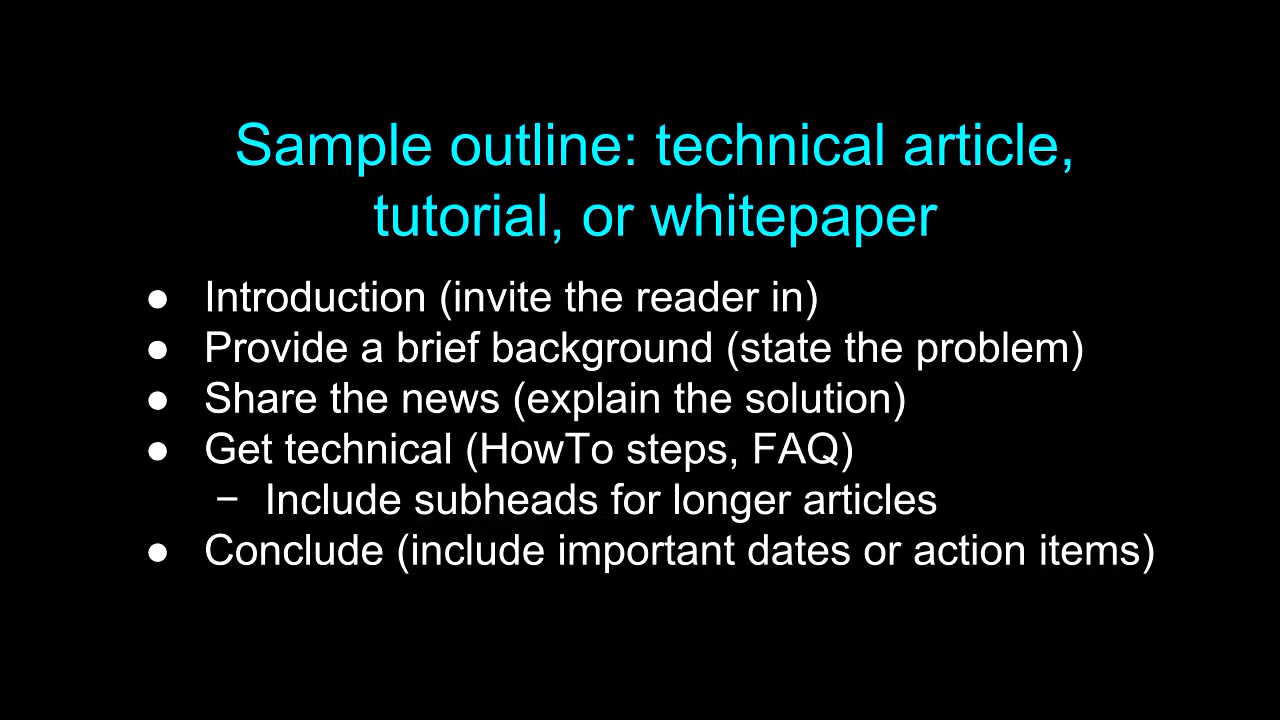 Sample outline: technical article,
tutorial, or whitepaper
● Introduction (invite the reader in)
● Provide a brief background (state the problem)
● Share the news (explain the solution)
● Get technical (HowTo steps, FAQ)
− Include subheads for longer articles
● Conclude (include important dates or action items)